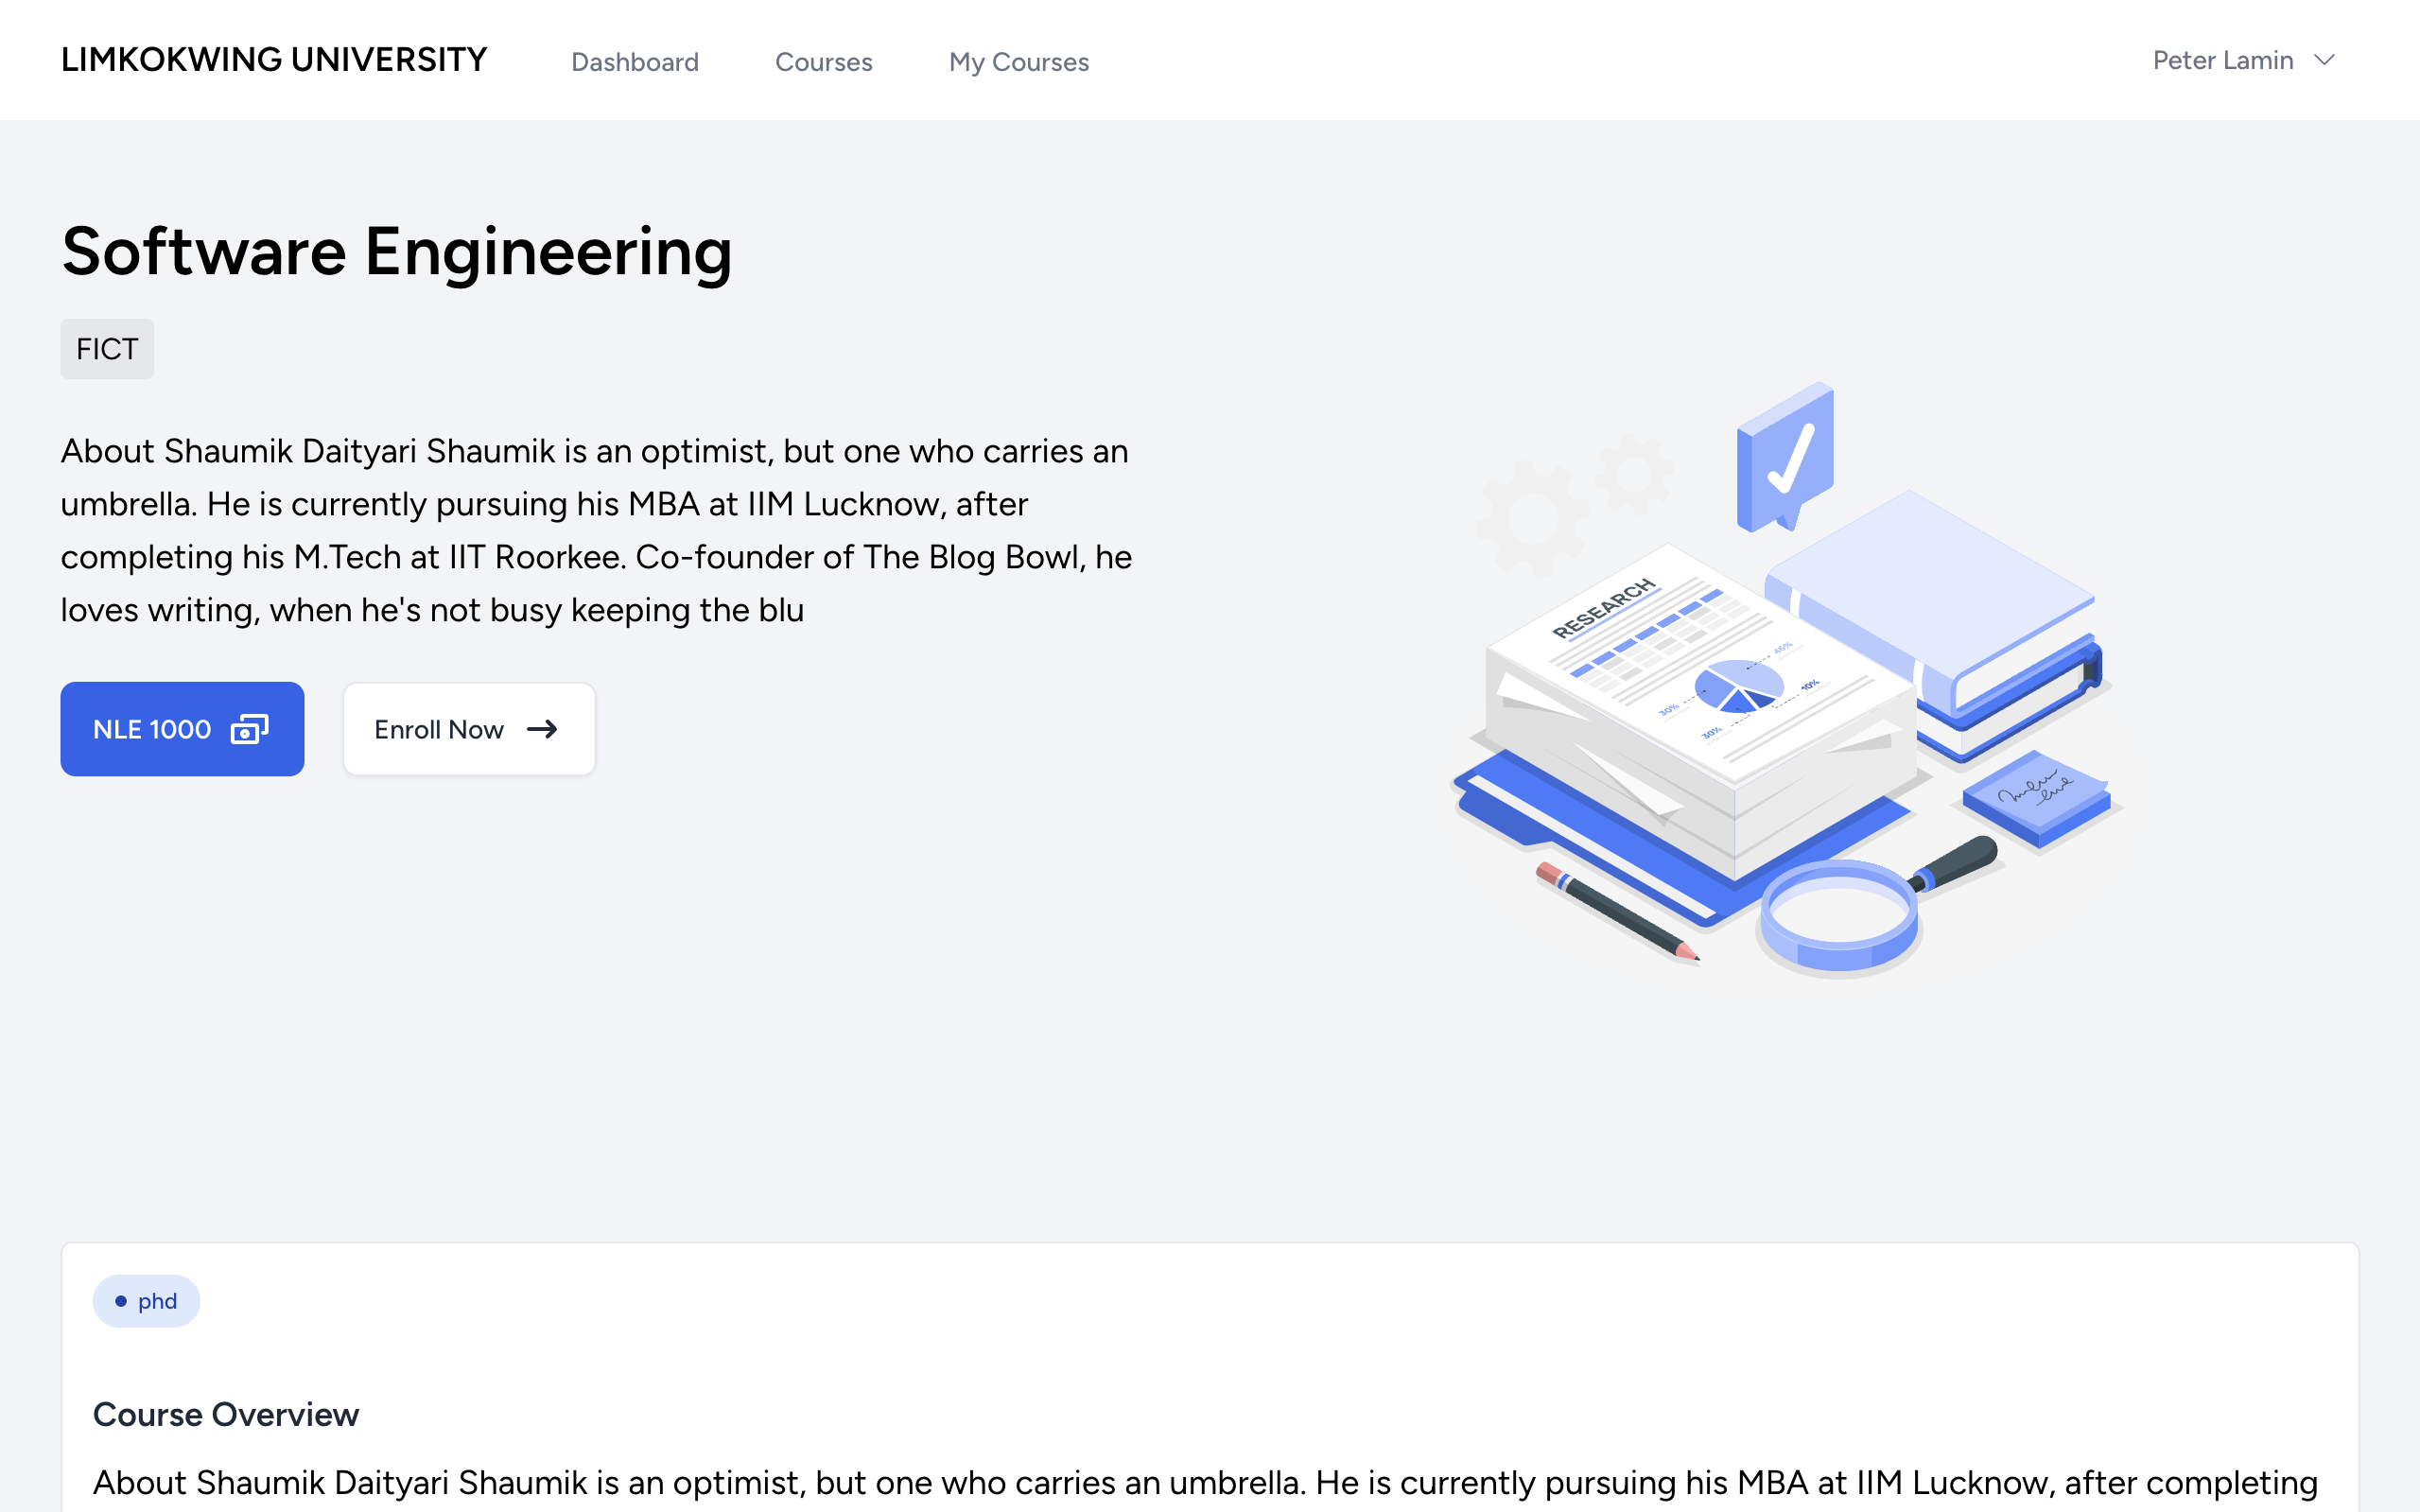 LIMKOKWING UNIVERSITY
Dashboard
Courses
My Courses
Peter Lamin
Software Engineering
FICT
About Shaumik Daityari Shaumik is an optimist, but one who carries an
umbrella. He is currently pursuing his MBA at IIM Lucknow, after
completing his M.Tech at IIT Roorkee. Co-founder of The Blog Bowl, he
loves writing, when he's not busy keeping the blu
NLE 1000
Enroll Now
RESEARCH
45%
10%
30%
30%
phd
Course Overview
About Shaumik Daityari Shaumik is an optimist, but one who carries an umbrella. He is currently pursuing his MBA at IIM Lucknow, after completing